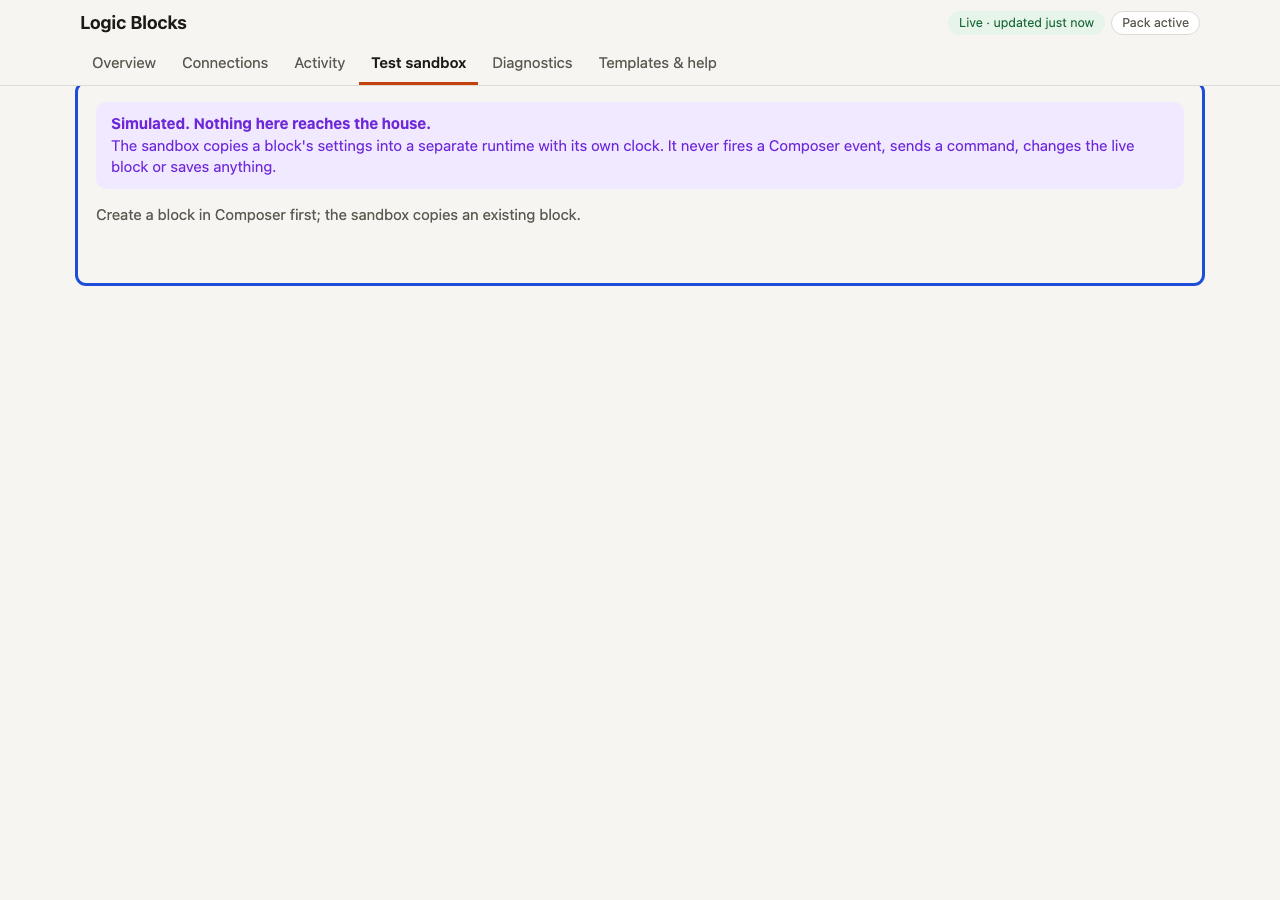 Logic Blocks
Live · updated just now
Pack active
Overview
Connections
Activity
Test sandbox
Diagnostics
Templates & help
Simulated. Nothing here reaches the house.
The sandbox copies a block's settings into a separate runtime with its own clock. It never fires a Composer event, sends a command, changes the live
block or saves anything.
Create a block in Composer first; the sandbox copies an existing block.